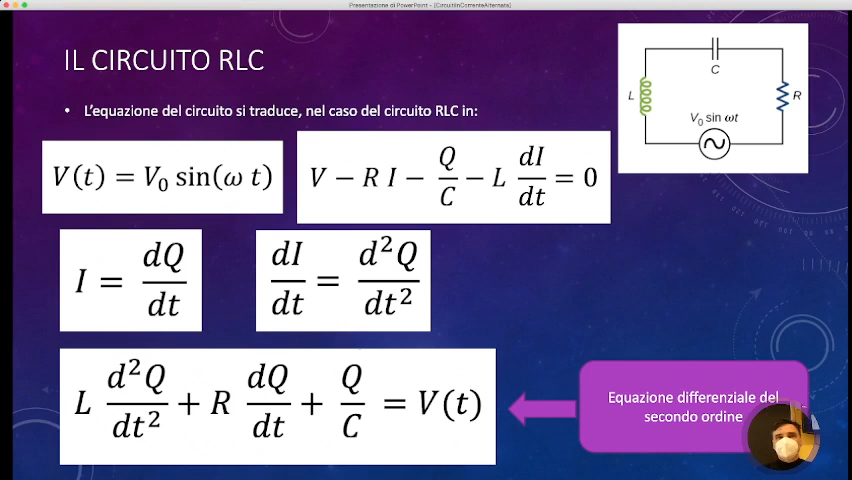 Presentazione di PowerPoint - [CircuitiInCorrenteAlternata]
IL CIRCUITO RLC
• L'equazione del circuito si traduce, nel caso del circuito RLC in:
V(t) = V₀ sin(ω t)
V − R I − Q/C − L dI/dt = 0
C
L
R
V₀ sin ωt
I = dQ/dt
dI/dt = d²Q/dt²
L d²Q/dt² + R dQ/dt + Q/C = V(t)
Equazione differenziale del
secondo ordine